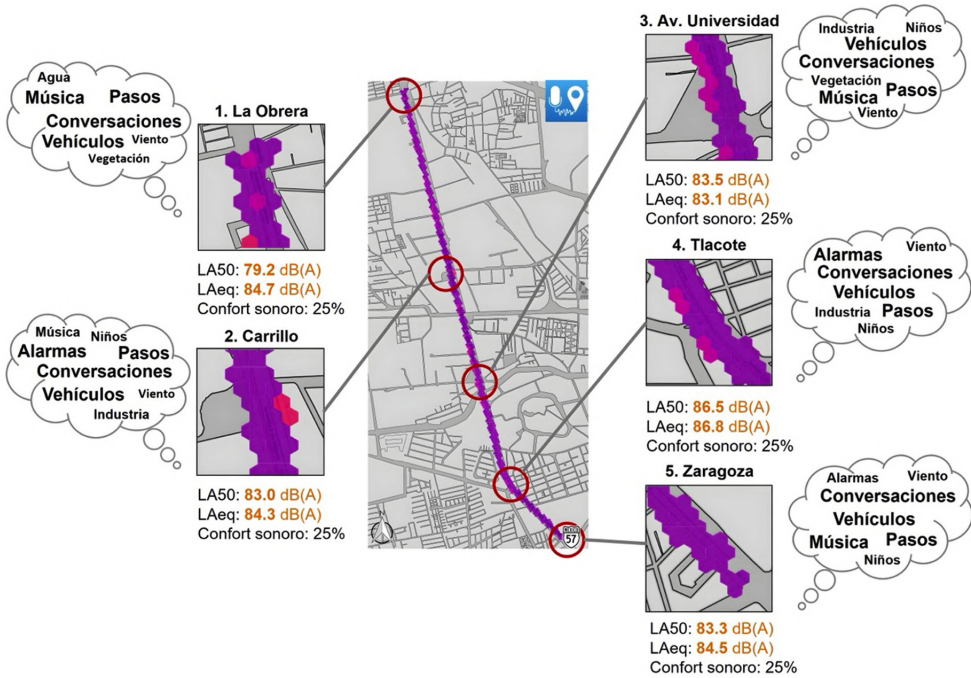 Agua
Música Pasos
Conversaciones
Vehículos Viento
Vegetación
1. La Obrera
LA50: 79.2 dB(A)
LAeq: 84.7 dB(A)
Confort sonoro: 25%
Música Niños
Alarmas Pasos
Conversaciones
Vehículos Viento
Industria
2. Carrillo
LA50: 83.0 dB(A)
LAeq: 84.3 dB(A)
Confort sonoro: 25%
MEXICO
57
3. Av. Universidad
LA50: 83.5 dB(A)
LAeq: 83.1 dB(A)
Confort sonoro: 25%
Industria Niños
Vehículos
Conversaciones
Vegetación Pasos
Música
Viento
4. Tlacote
LA50: 86.5 dB(A)
LAeq: 86.8 dB(A)
Confort sonoro: 25%
Alarmas Viento
Conversaciones
Vehículos
Industria Pasos
Niños
5. Zaragoza
LA50: 83.3 dB(A)
LAeq: 84.5 dB(A)
Confort sonoro: 25%
Alarmas Viento
Conversaciones
Vehículos
Música Pasos
Niños